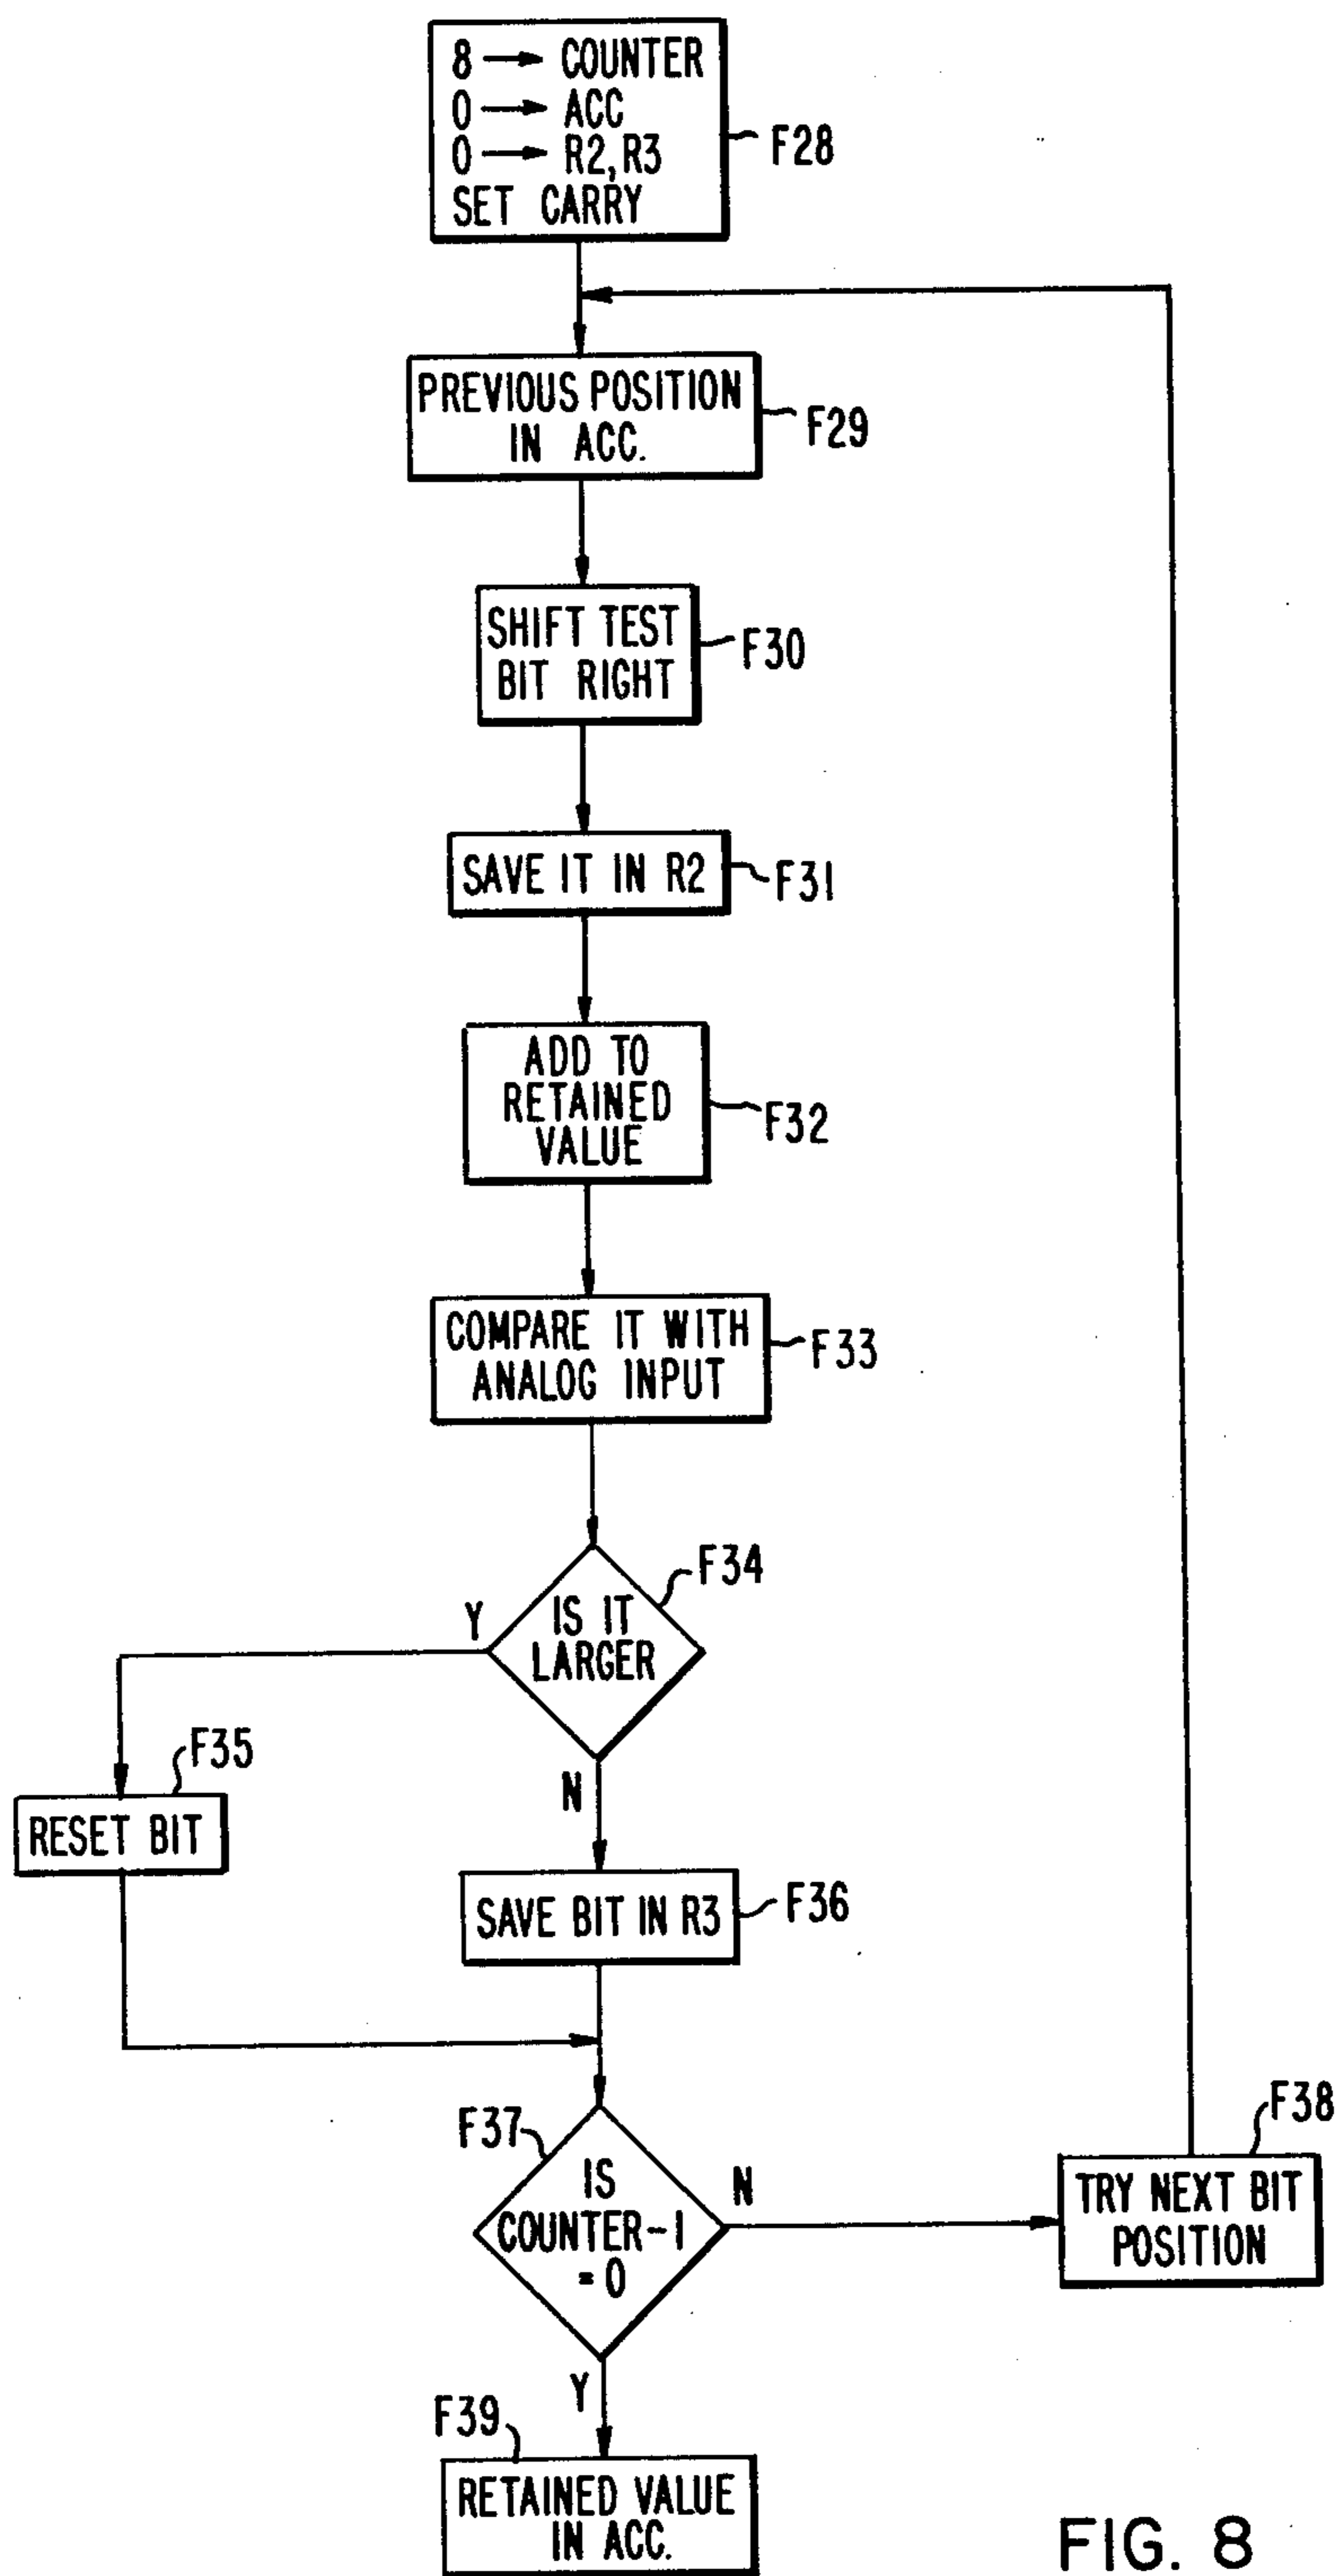 8 → COUNTER
0 → ACC
0 → R2, R3
SET CARRY
F28
PREVIOUS POSITION
IN ACC.
F29
SHIFT TEST
BIT RIGHT
F30
SAVE IT IN R2
F31
ADD TO
RETAINED
VALUE
F32
COMPARE IT WITH
ANALOG INPUT
F33
F34
IS IT
LARGER
Y
N
F35
RESET BIT
SAVE BIT IN R3
F36
F37
IS
COUNTER-1
=0
N
F38
TRY NEXT BIT
POSITION
Y
F39
RETAINED VALUE
IN ACC.
FIG. 8